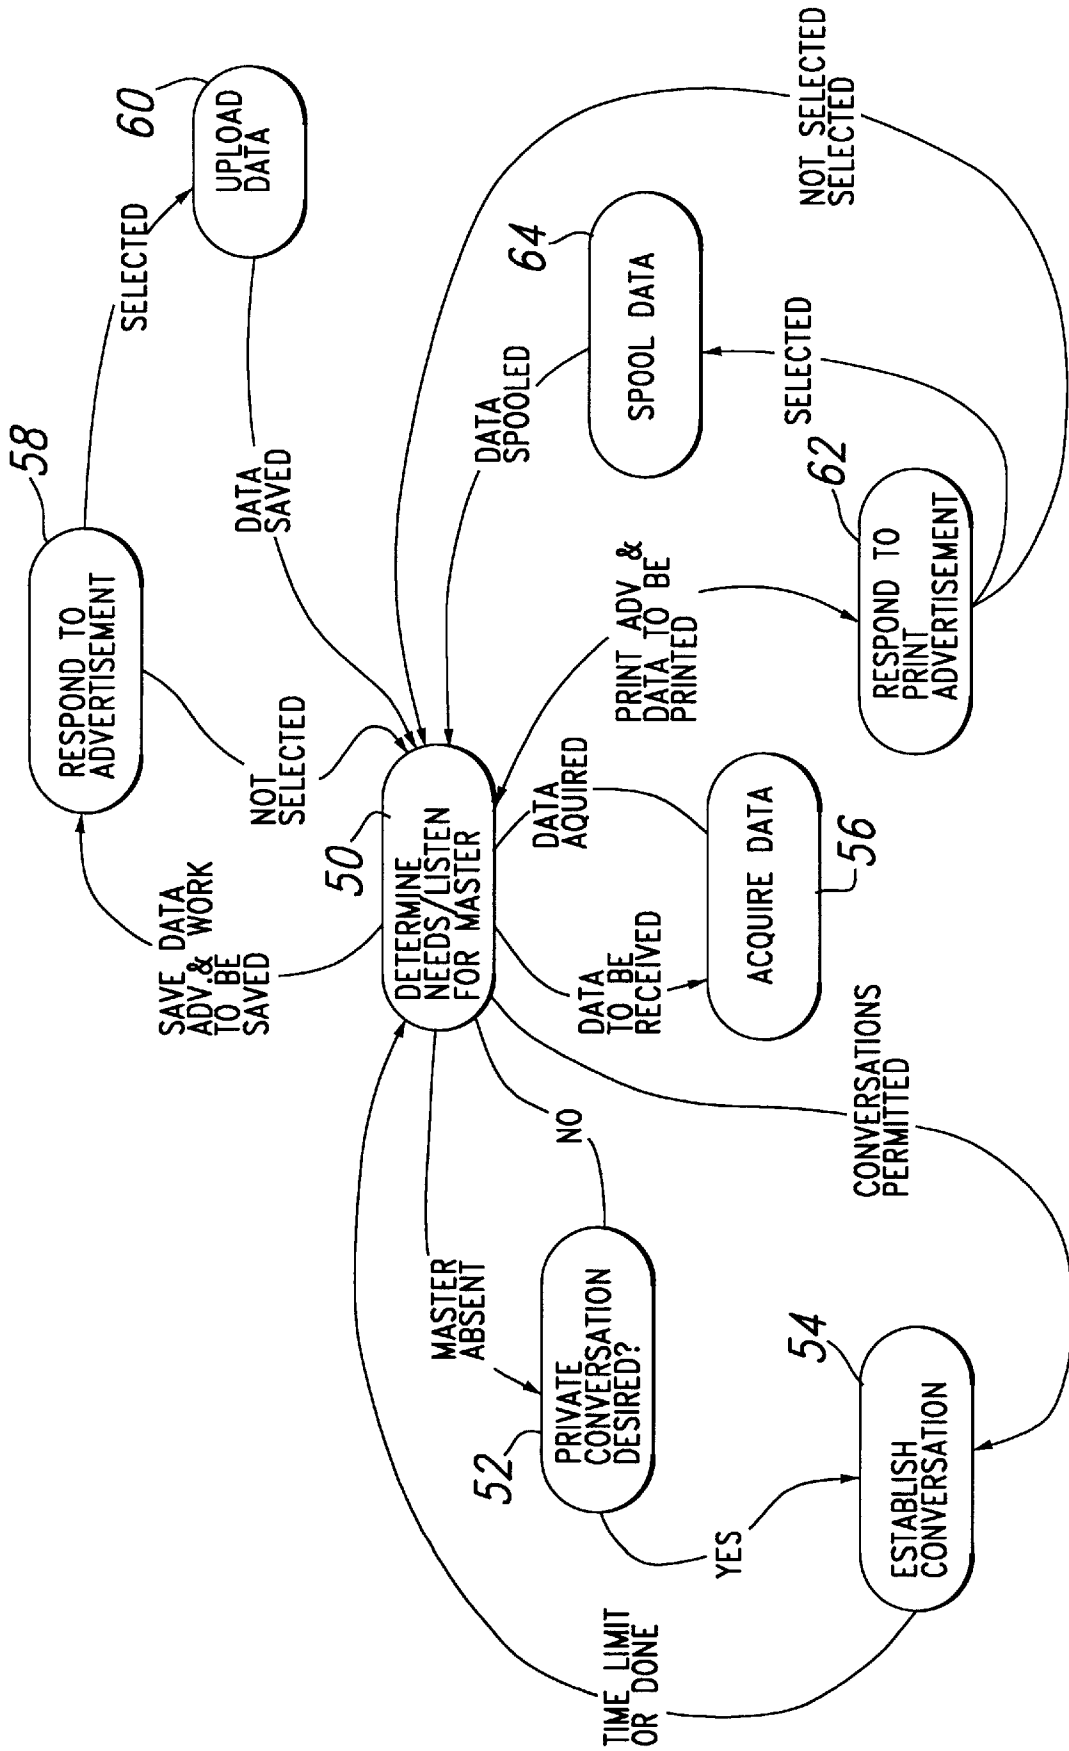 58
RESPOND TO
ADVERTISEMENT
SELECTED
60
UPLOAD
DATA
SAVE DATA
ADV.& WORK
TO BE
SAVED
NOT
SELECTED
DATA
SAVED
50
DETERMINE
NEEDS/LISTEN
FOR MASTER
DATA
SPOOLED
64
SPOOL DATA
TIME LIMIT
OR DONE
MASTER
ABSENT
NO
52
PRIVATE
CONVERSATION
DESIRED?
YES
54
ESTABLISH
CONVERSATION
CONVERSATIONS
PERMITTED
DATA
TO BE
RECEIVED
DATA
AQUIRED
ACQUIRE DATA
56
PRINT ADV &
DATA TO BE
PRINTED
62
RESPOND TO
PRINT
ADVERTISEMENT
SELECTED
NOT SELECTED
SELECTED